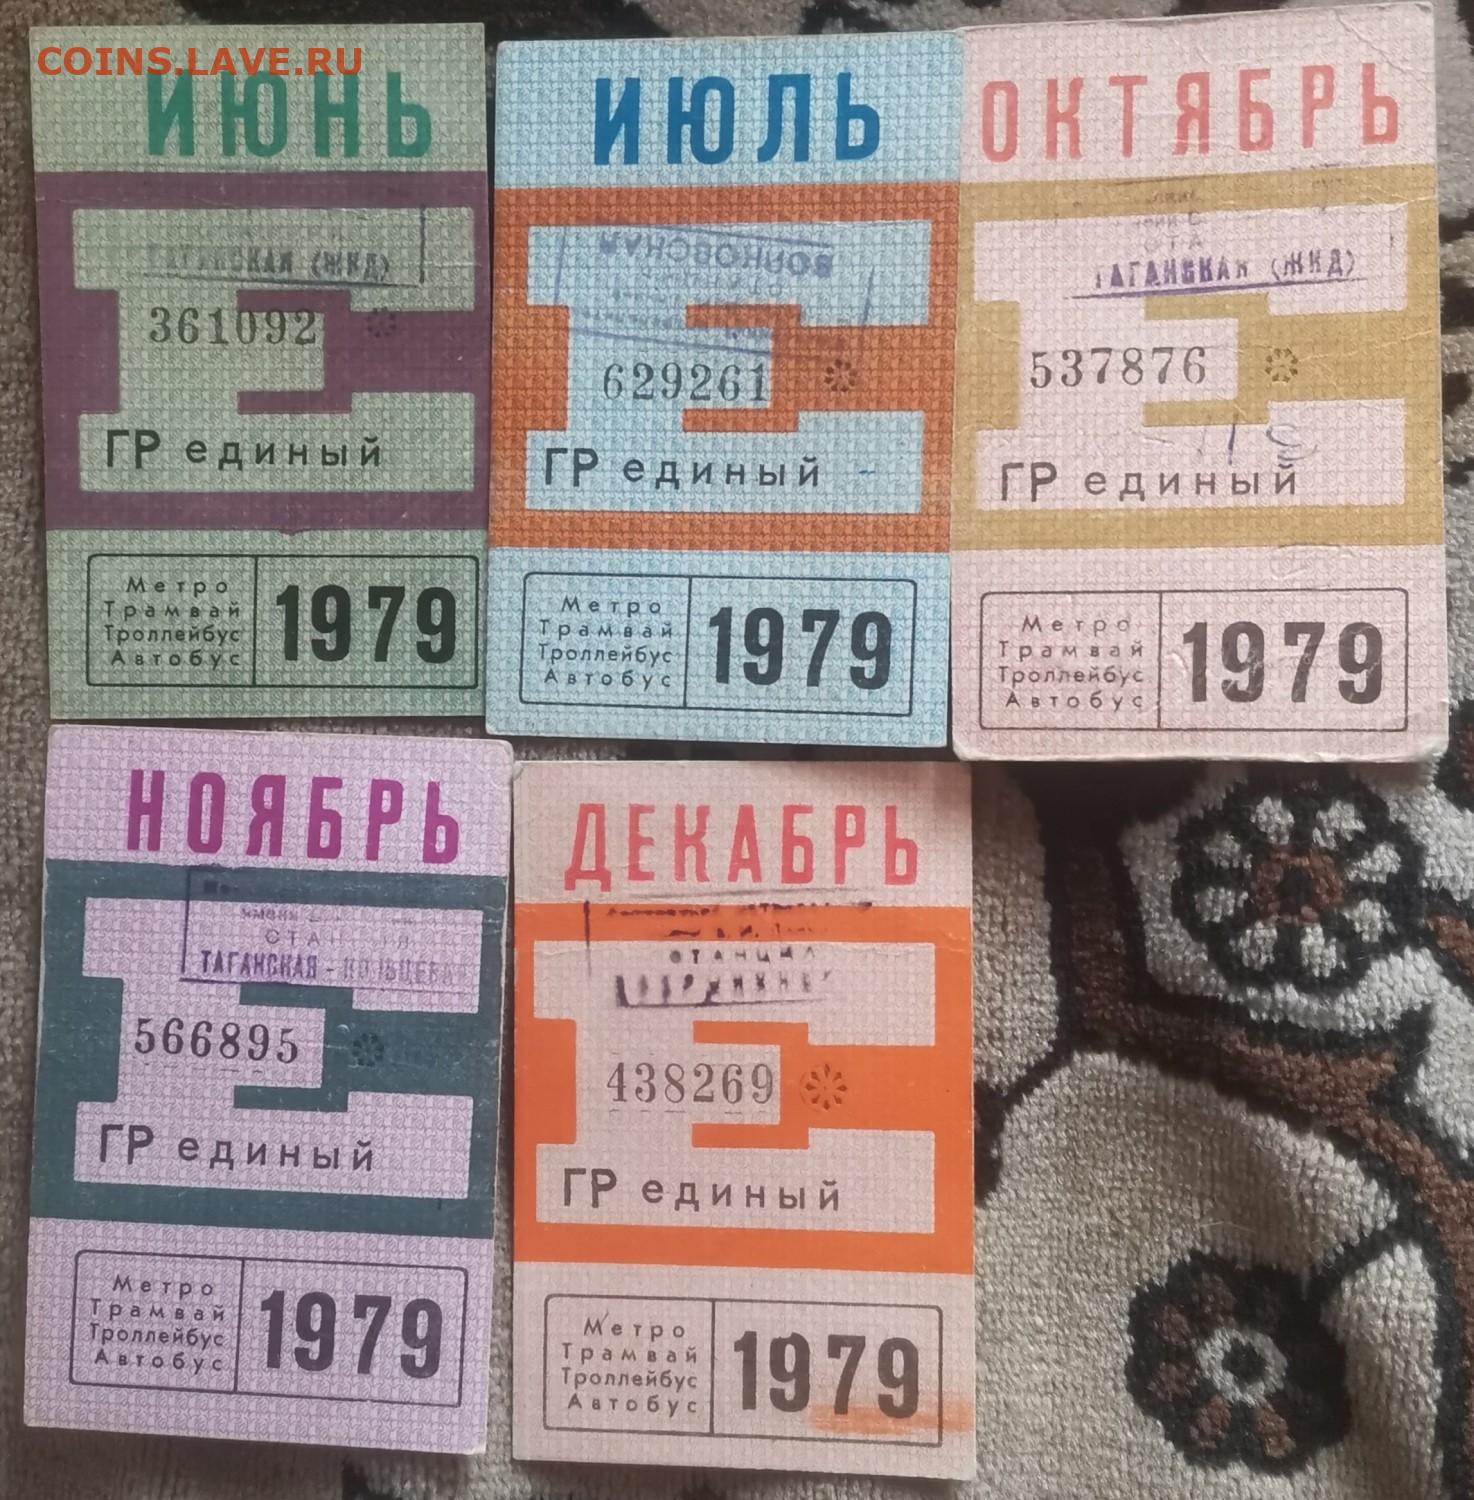 COINS.LAVE.RU
ИЮНЬ
ТАГАНСКАЯ (ЖКД)
361092
ГР единый
Метро
Трамвай
Троллейбус
Автобус
1979
ИЮЛЬ
629261
ГР единый
Метро
Трамвай
Троллейбус
Автобус
1979
ОКТЯБРЬ
ТАГАНСКАЯ (ЖКД)
537876
ГР единый
Метро
Трамвай
Троллейбус
Автобус
1979
НОЯБРЬ
ТАГАНСКАЯ - КОЛЬЦЕВАЯ
566895
ГР единый
Метро
Трамвай
Троллейбус
Автобус
1979
ДЕКАБРЬ
СТАНЦИЯ
438269
ГР единый
Метро
Трамвай
Троллейбус
Автобус
1979